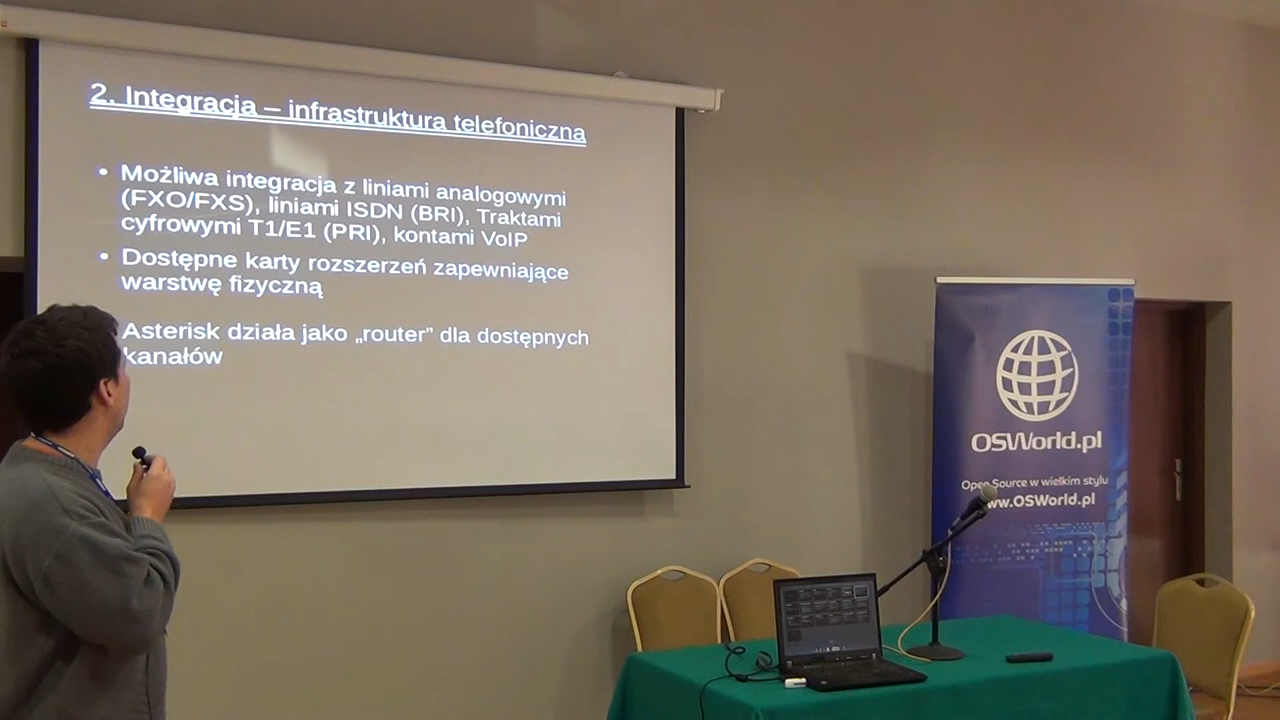 2. Integracja – infrastruktura telefoniczna
• Możliwa integracja z liniami analogowymi
(FXO/FXS), liniami ISDN (BRI), Traktami
cyfrowymi T1/E1 (PRI), kontami VoIP
• Dostępne karty rozszerzeń zapewniające
warstwę fizyczną
Asterisk działa jako „router” dla dostępnych
kanałów
OSWorld.pl
Open Source w wielkim stylu
www.OSWorld.pl